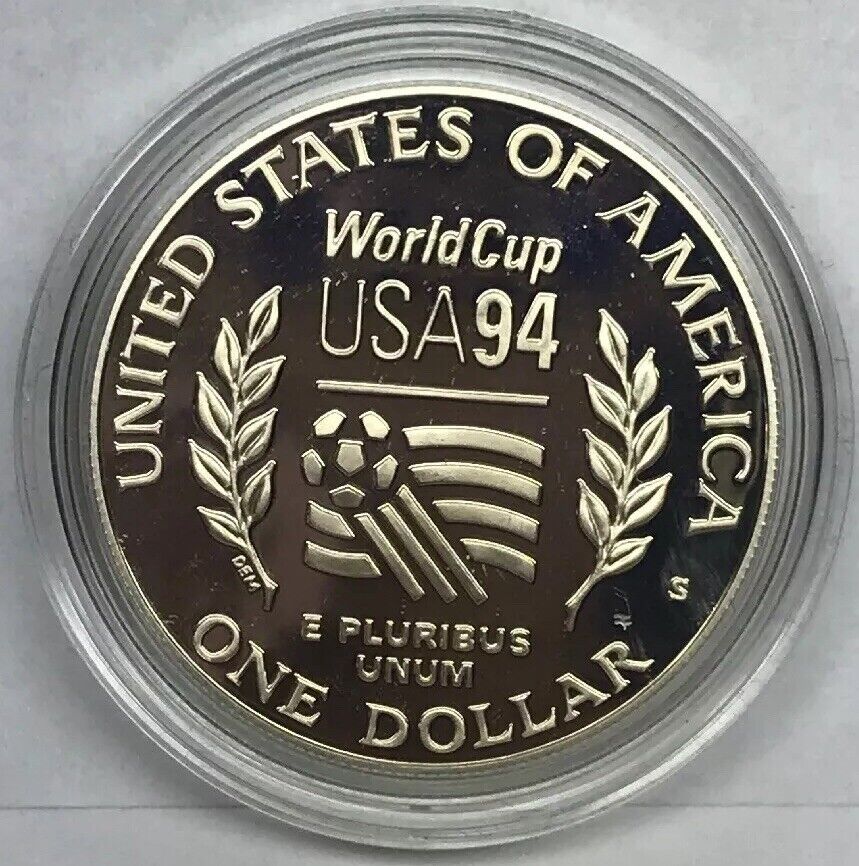 UNITED STATES OF AMERICA
WorldCup
USA94
DEM
S
E PLURIBUS
UNUM
ONE DOLLAR